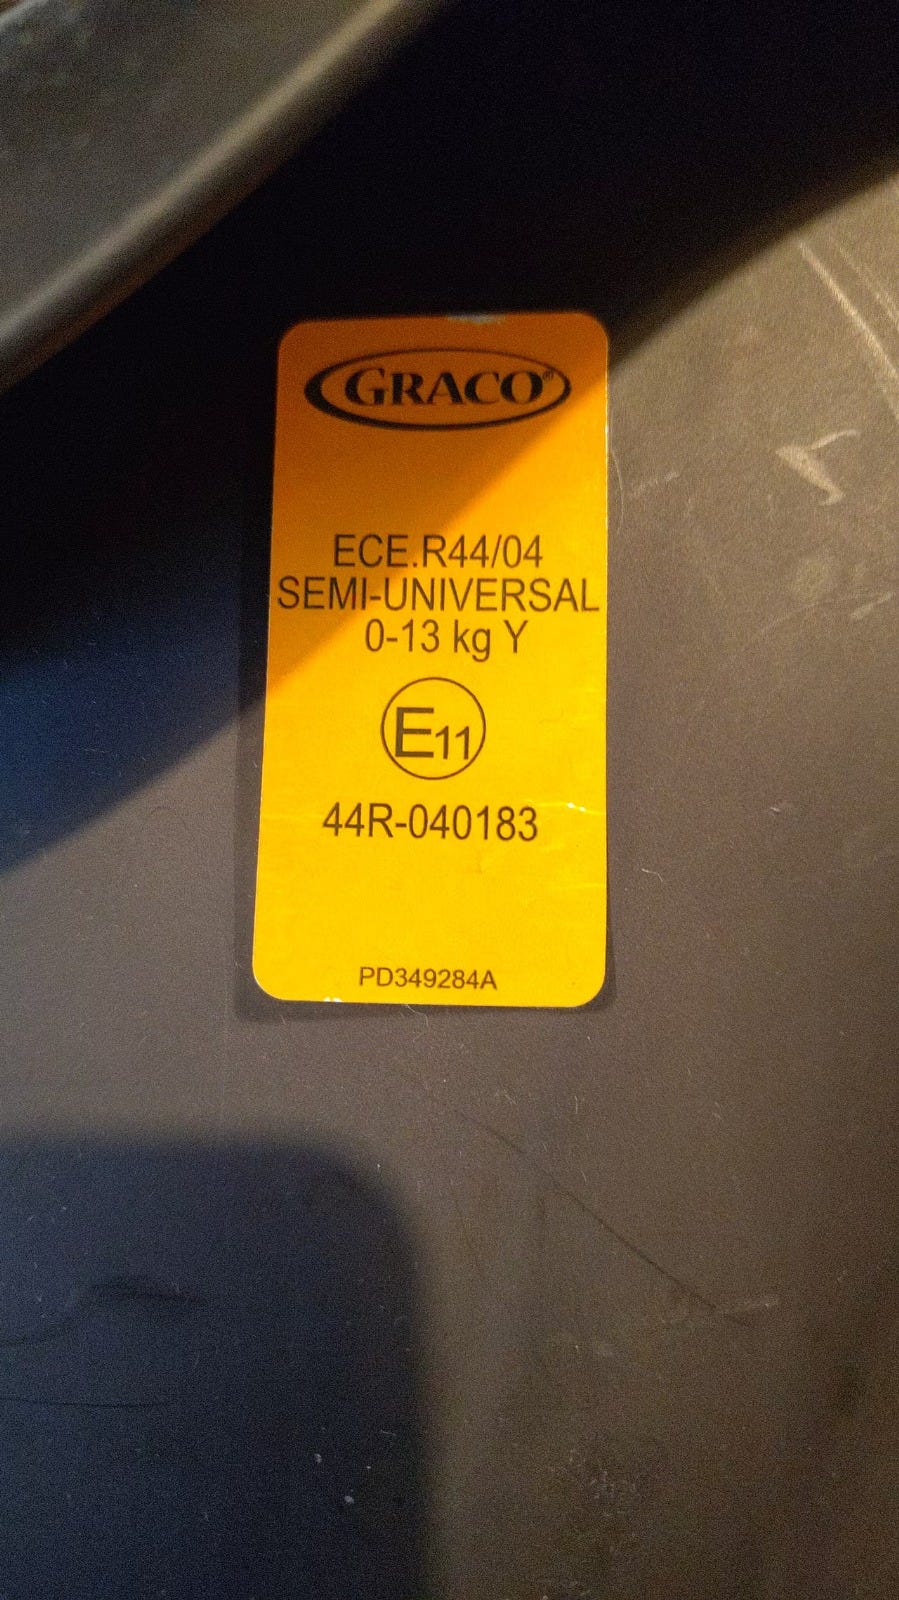 GRACO®
ECE.R44/04
SEMI-UNIVERSAL
0-13 kg Y
E11
44R-040183
PD349284A